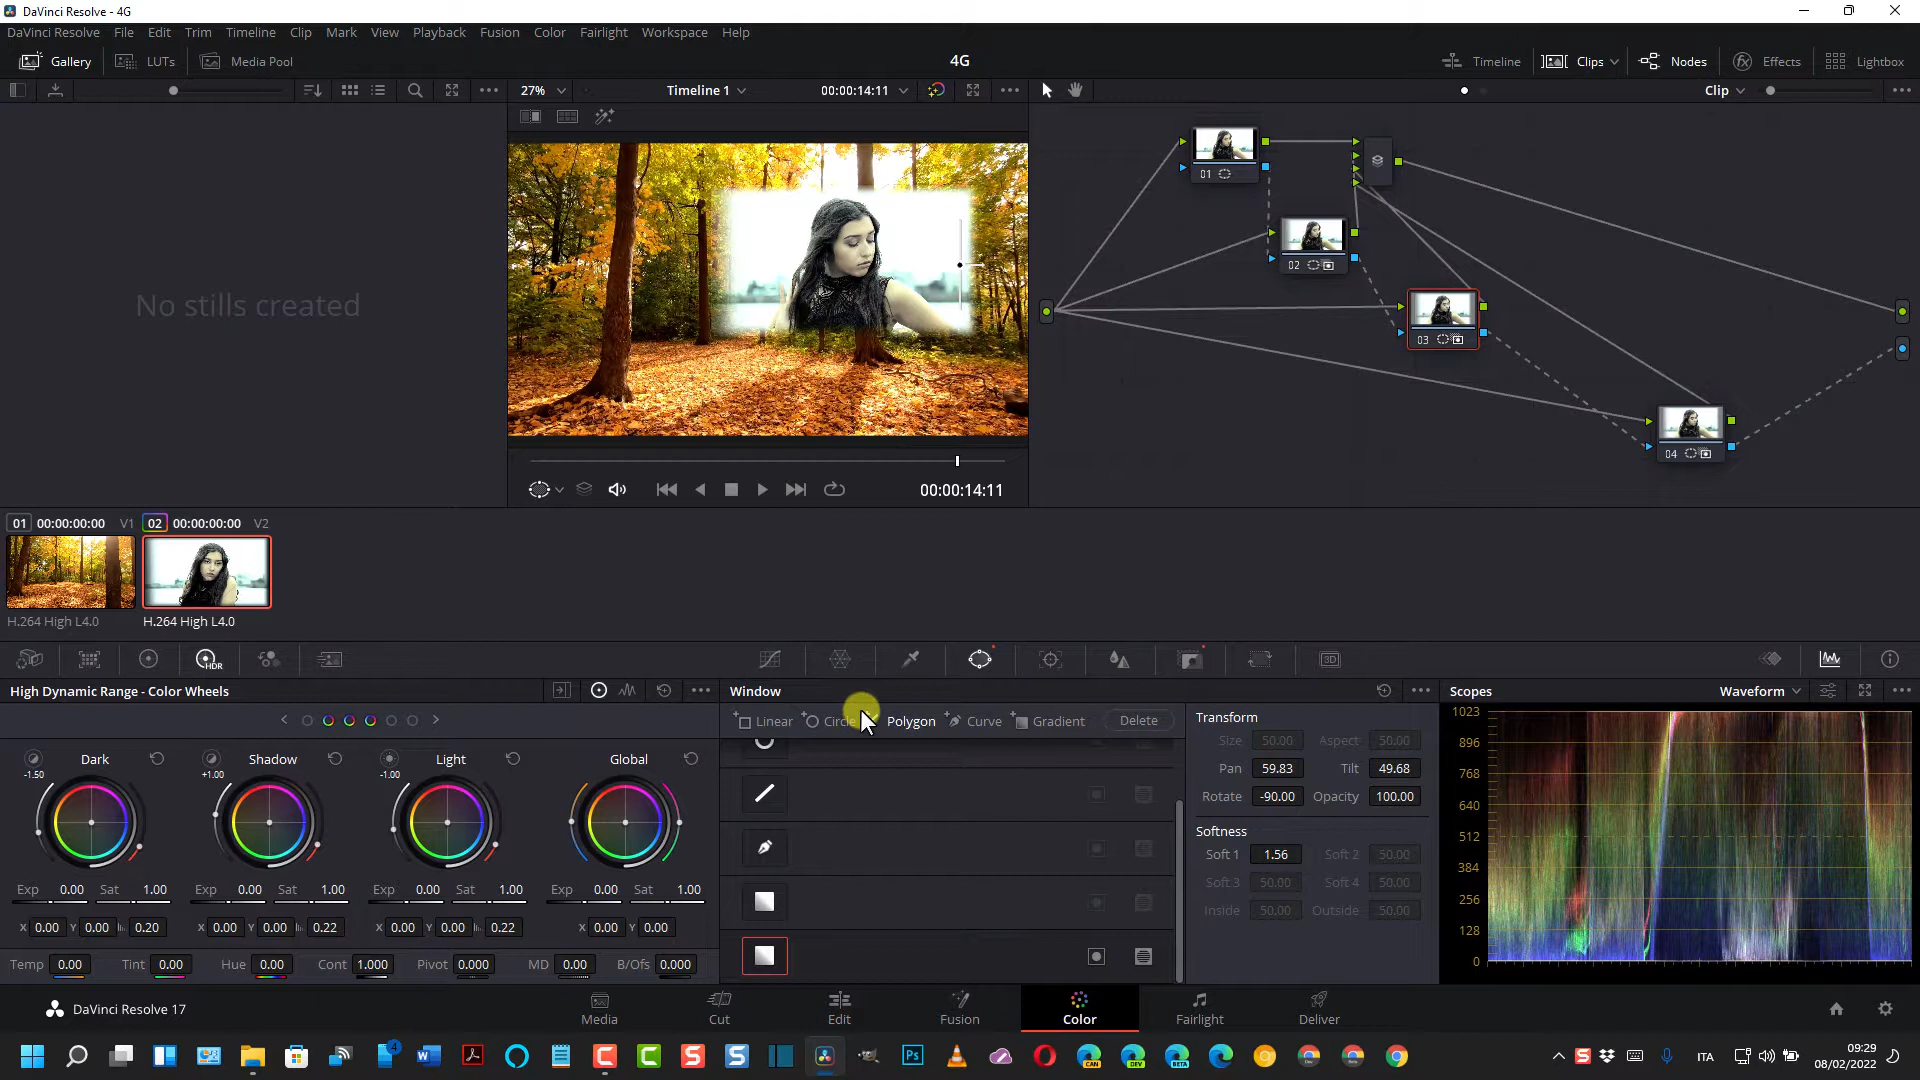 DaVinci Resolve - 4G
DaVinci Resolve File Edit Trim Timeline Clip Mark View Playback Fusion Color Fairlight Workspace Help
Gallery LUTs Media Pool 4G Timeline Clips Nodes Effects Lightbox
27% Timeline 1 00:00:14:11 Clip
No stills created
01
02
03
04
00:00:14:11
01 00:00:00:00 V1 02 00:00:00:00 V2
H.264 High L4.0 H.264 High L4.0
HDR 3D
High Dynamic Range - Color Wheels Window Scopes Waveform
Linear Circle Polygon Curve Gradient Delete
Transform
Size 50.00 Aspect 50.00
Pan 59.83 Tilt 49.68
Rotate -90.00 Opacity 100.00
Softness
Soft 1 1.56 Soft 2 50.00
Soft 3 50.00 Soft 4 50.00
Inside 50.00 Outside 50.00
Dark Shadow Light Global
-1.50 +1.00 -1.00
Exp 0.00 Sat 1.00 Exp 0.00 Sat 1.00 Exp 0.00 Sat 1.00 Exp 0.00 Sat 1.00
X 0.00 Y 0.00 0.20 X 0.00 Y 0.00 0.22 X 0.00 Y 0.00 0.22 X 0.00 Y 0.00
Temp 0.00 Tint 0.00 Hue 0.00 Cont 1.000 Pivot 0.000 MD 0.00 B/Ofs 0.000
1023
896
768
640
512
384
256
128
0
DaVinci Resolve 17
Media Cut Edit Fusion Color Fairlight Deliver
4 Ps CAN DEV BETA
ITA
09:29
08/02/2022